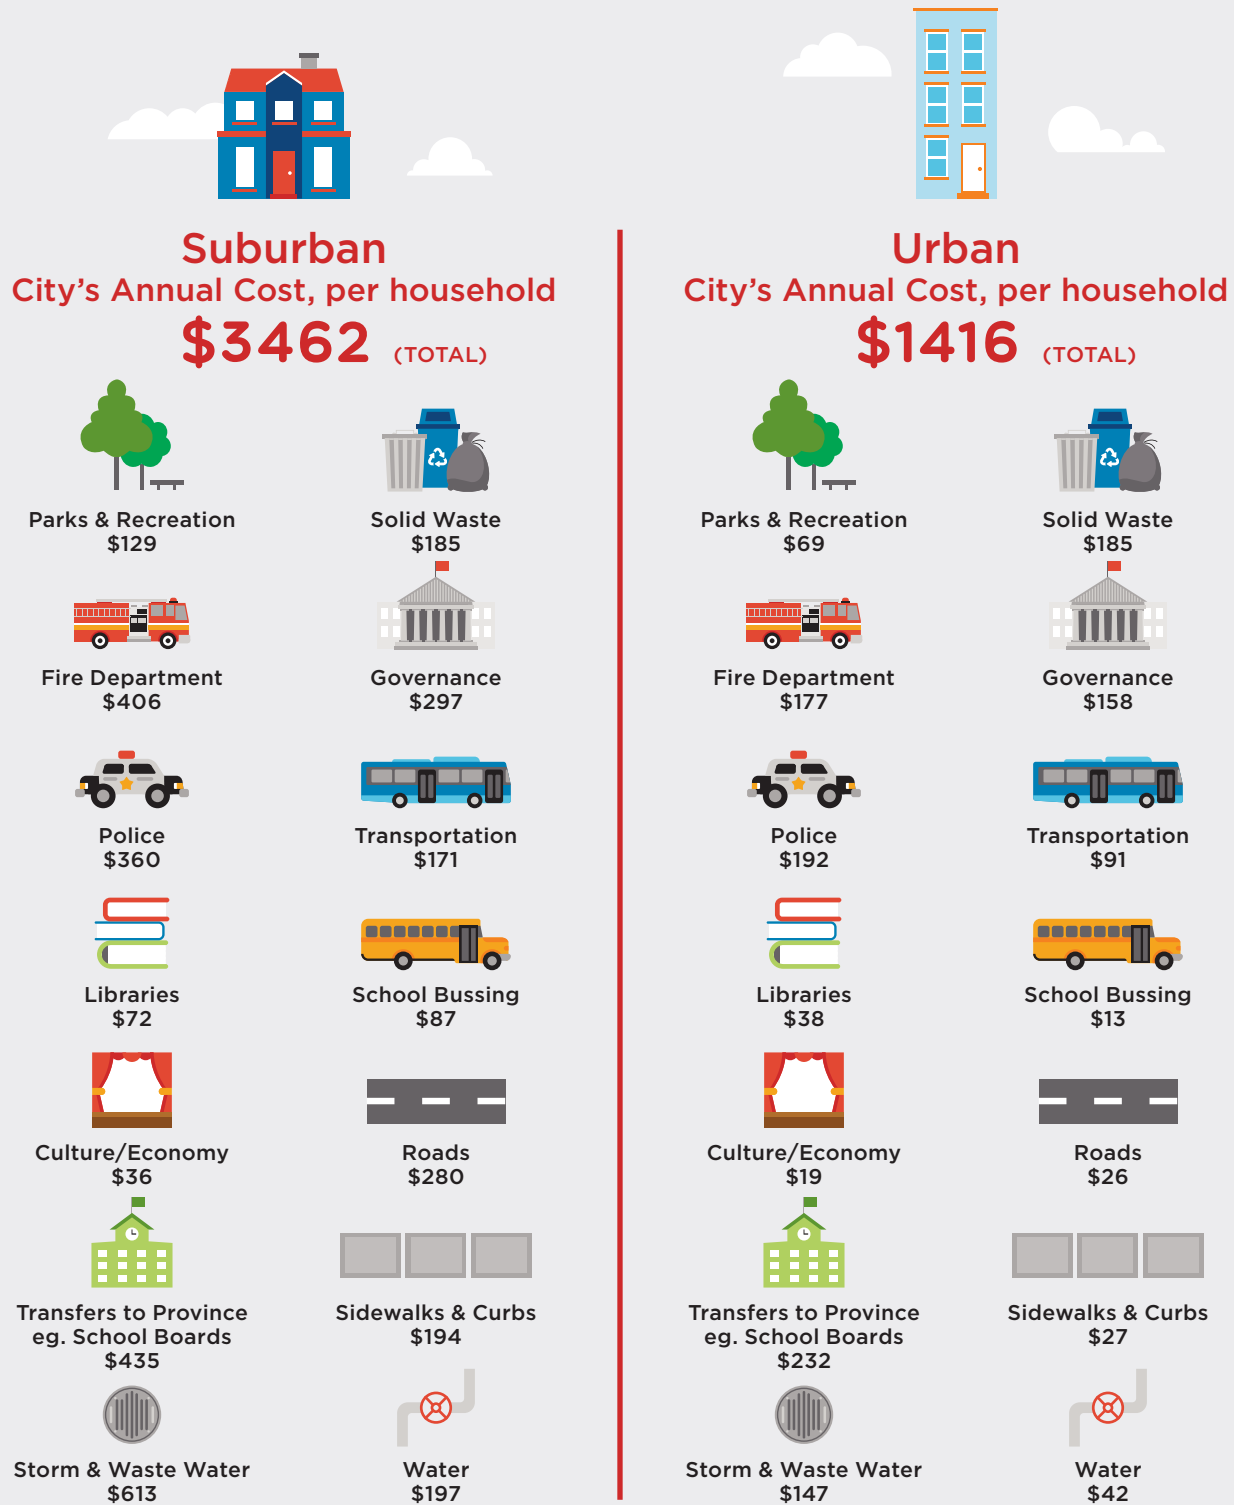 Suburban
City's Annual Cost, per household
$3462 (TOTAL)
Parks & Recreation
$129
Solid Waste
$185
Fire Department
$406
Governance
$297
Police
$360
Transportation
$171
Libraries
$72
School Bussing
$87
Culture/Economy
$36
Roads
$280
Transfers to Province
eg. School Boards
$435
Sidewalks & Curbs
$194
Storm & Waste Water
$613
Water
$197
Urban
City's Annual Cost, per household
$1416 (TOTAL)
Parks & Recreation
$69
Solid Waste
$185
Fire Department
$177
Governance
$158
Police
$192
Transportation
$91
Libraries
$38
School Bussing
$13
Culture/Economy
$19
Roads
$26
Transfers to Province
eg. School Boards
$232
Sidewalks & Curbs
$27
Storm & Waste Water
$147
Water
$42